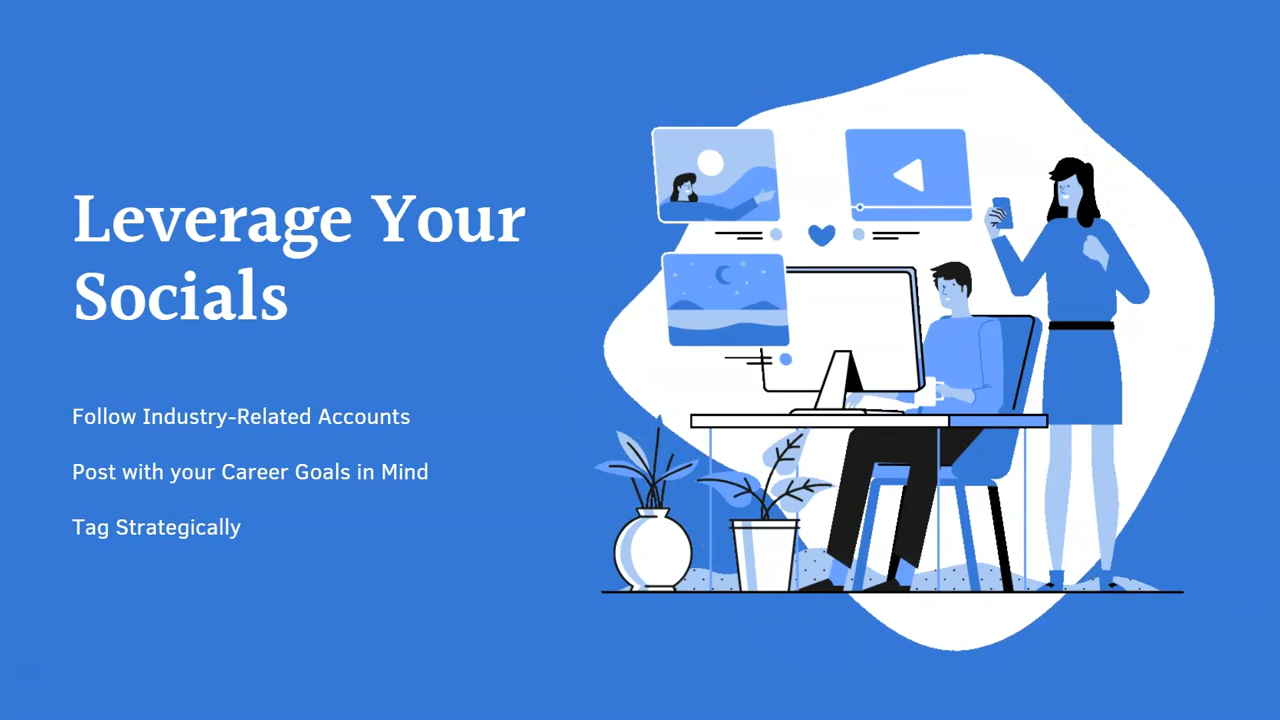 Leverage Your
Socials
Follow Industry-Related Accounts
Post with your Career Goals in Mind
Tag Strategically